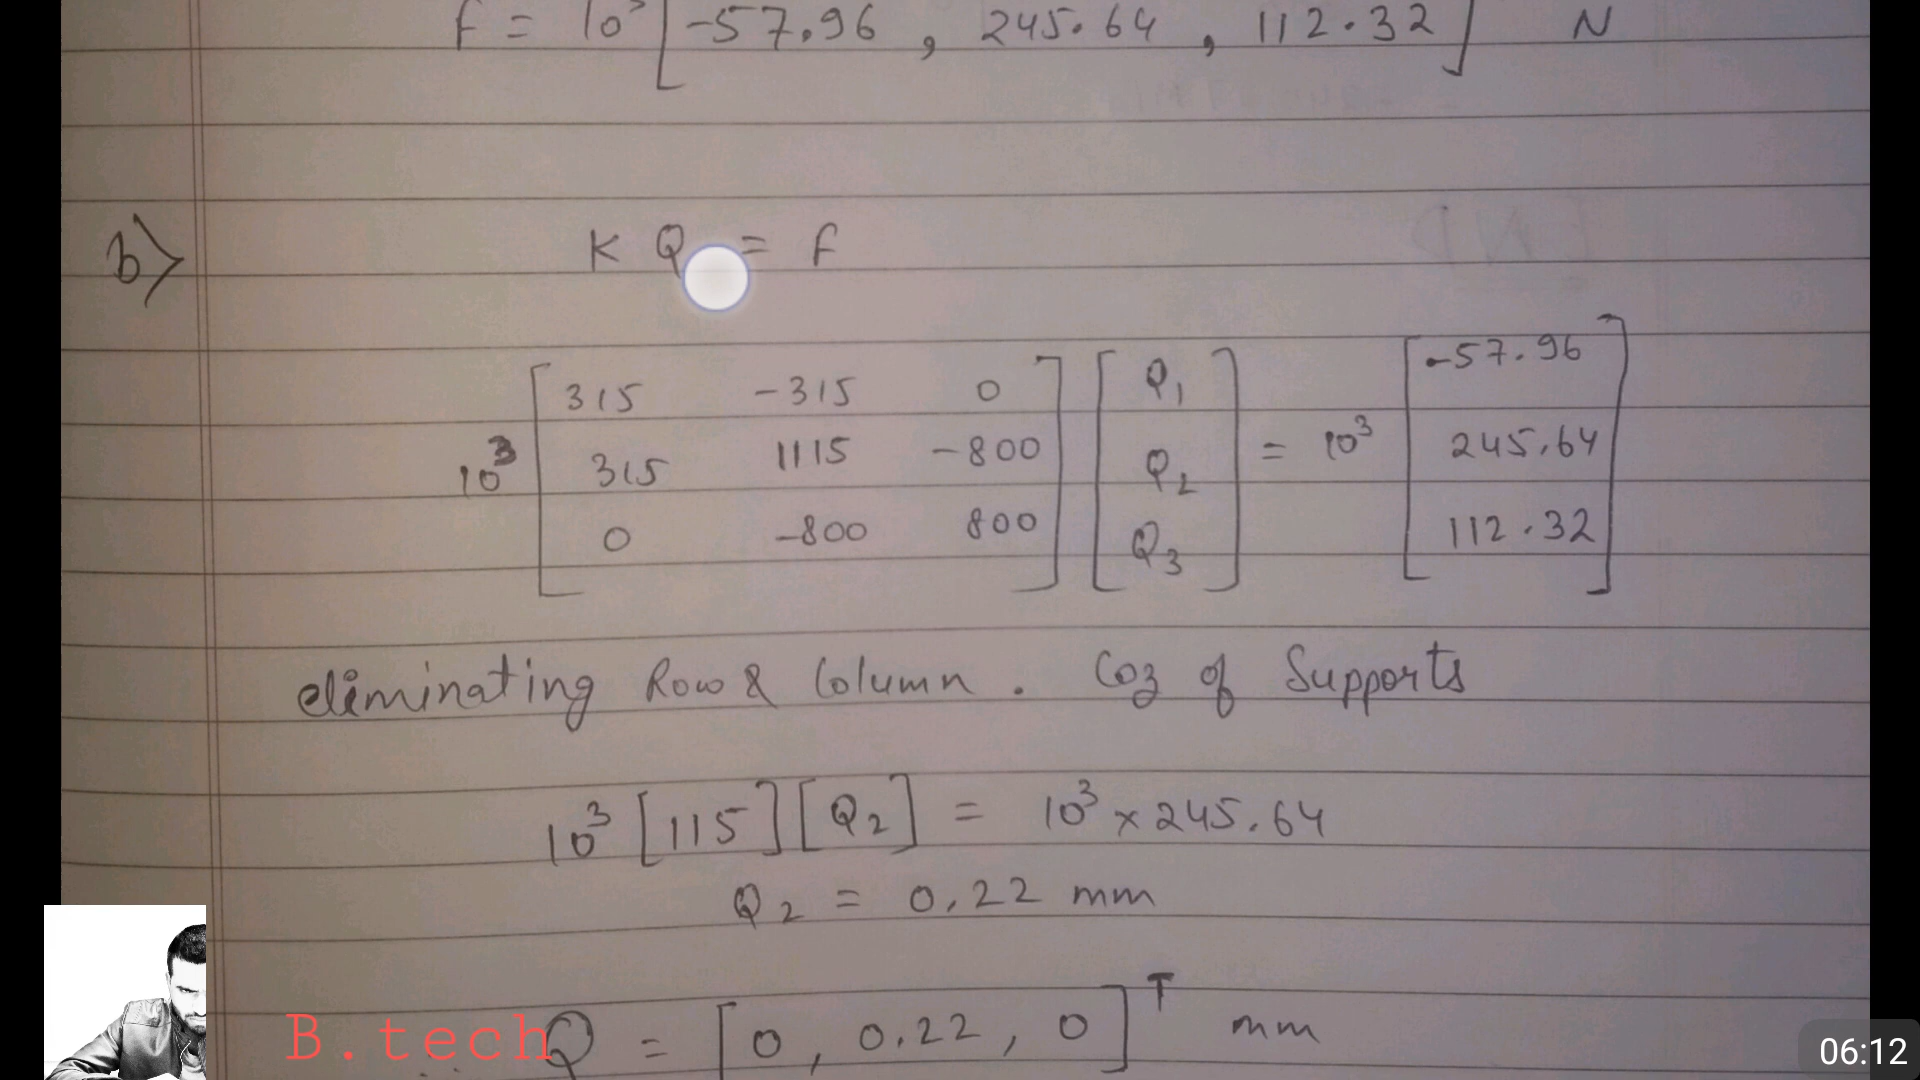 F = 10³ [ -57.96 , 245.64 , 112.32 ] N
b) K Q = F
10³ [ 315 -315 0 ] [ Q1 ] = 10³ [ -57.96 ]
[ 315 1115 -800 ] [ Q2 ] [ 245.64 ]
[ 0 -800 800 ] [ Q3 ] [ 112.32 ]
eliminating Row & Column . Coz of Supports
10³ [115] [Q2] = 10³ × 245.64
Q2 = 0.22 mm
Q = [ 0 , 0.22 , 0 ]ᵀ mm
B.tech
06:12